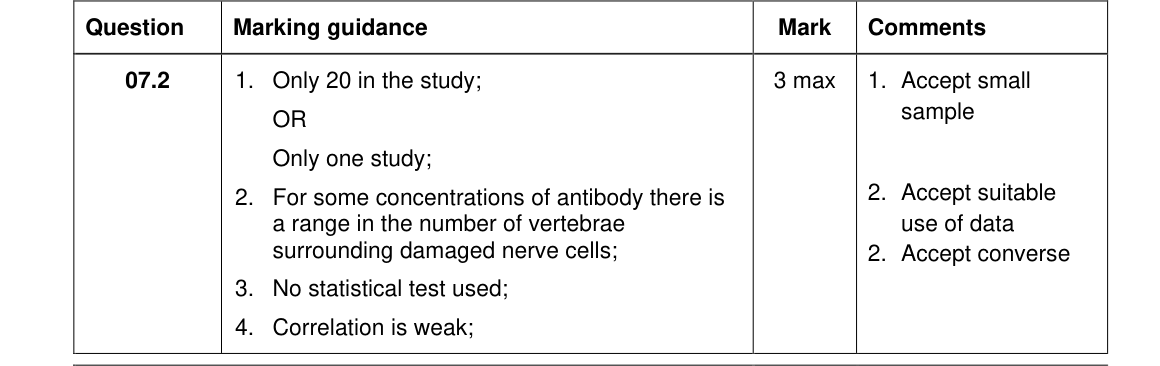 Question Marking guidance Mark Comments
07.2 1. Only 20 in the study; 3 max 1. Accept small
sample
OR
Only one study;
2. For some concentrations of antibody there is
a range in the number of vertebrae
surrounding damaged nerve cells;
2. Accept suitable
use of data
2. Accept converse
3. No statistical test used;
4. Correlation is weak;